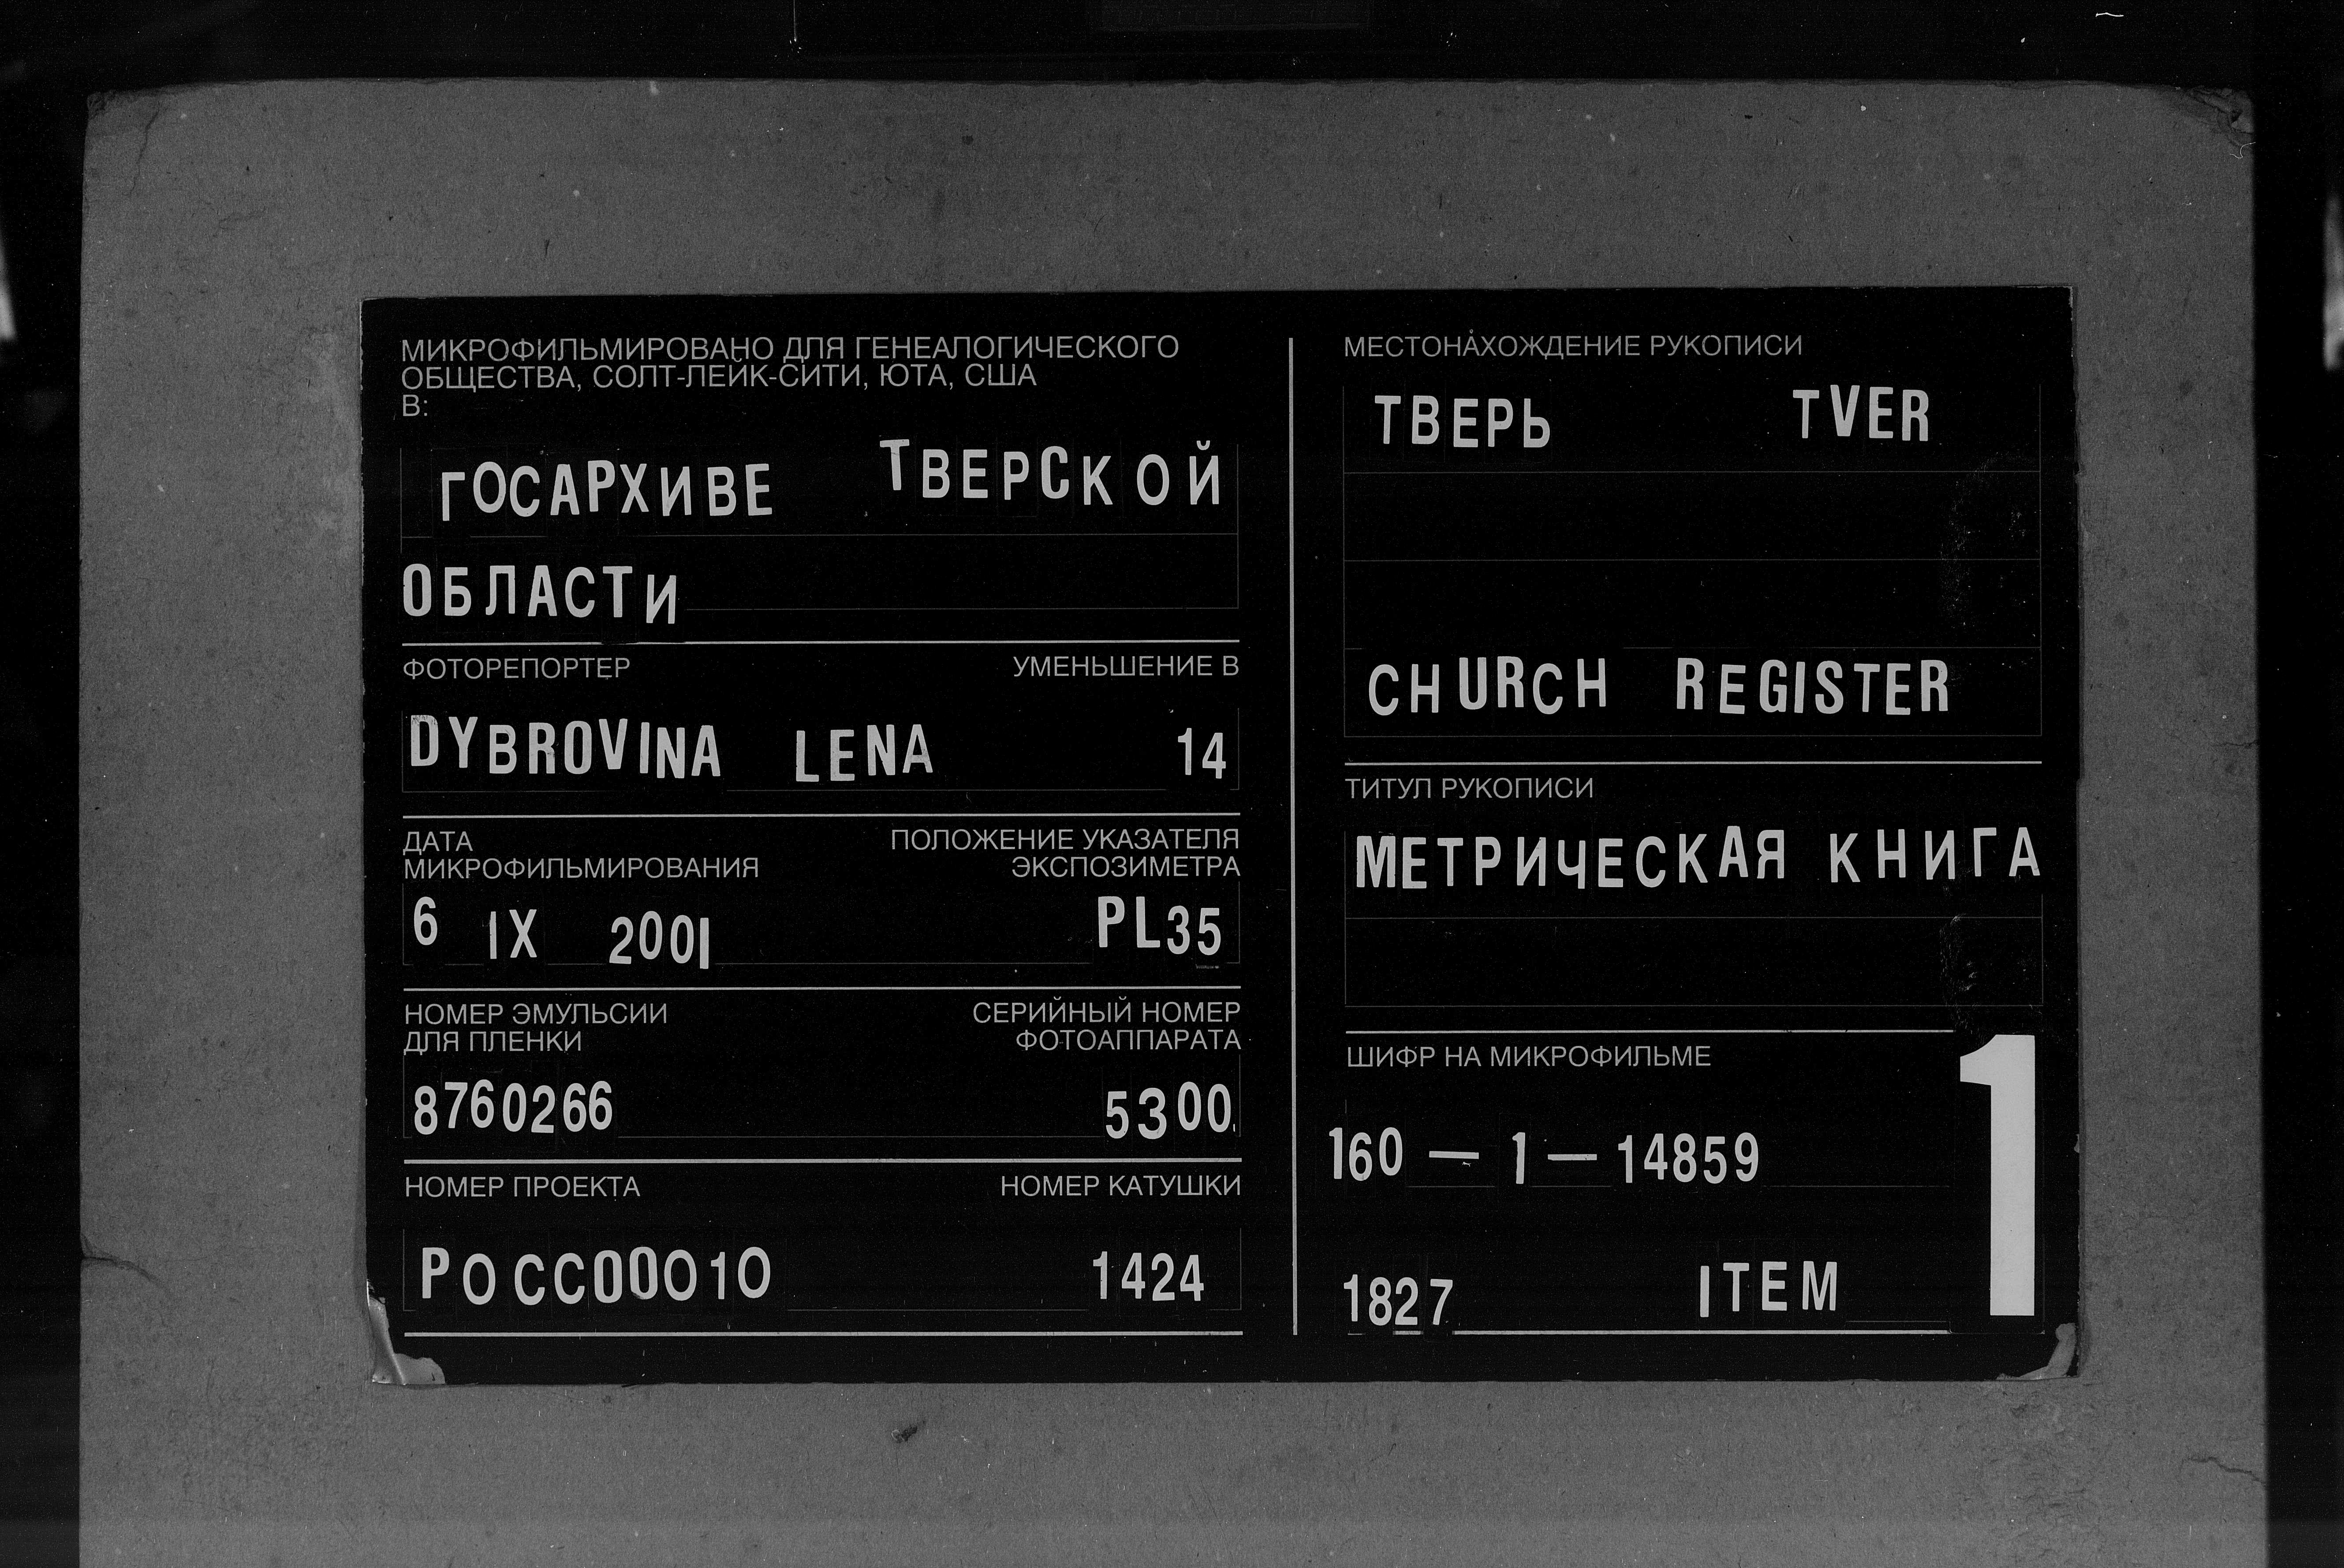 МИКРОФИЛЬМИРОВАНО ДЛЯ ГЕНЕАЛОГИЧЕСКОГО
ОБЩЕСТВА, СОЛТ-ЛЕЙК-СИТИ, ЮТА, США
В:
ГОСАРХИВЕ ТВЕРСКОЙ
ОБЛАСТИ
ФОТОРЕПОРТЕР УМЕНЬШЕНИЕ В
DYBROVINA LENA 14
ДАТА ПОЛОЖЕНИЕ УКАЗАТЕЛЯ
МИКРОФИЛЬМИРОВАНИЯ ЭКСПОЗИМЕТРА
6 IX 2001 PL35
НОМЕР ЭМУЛЬСИИ СЕРИЙНЫЙ НОМЕР
ДЛЯ ПЛЕНКИ ФОТОАППАРАТА
8760266 5300
НОМЕР ПРОЕКТА НОМЕР КАТУШКИ
РОСС00010 1424
МЕСТОНАХОЖДЕНИЕ РУКОПИСИ
ТВЕРЬ TVER
CHURCH REGISTER
ТИТУЛ РУКОПИСИ
МЕТРИЧЕСКАЯ КНИГА
ШИФР НА МИКРОФИЛЬМЕ
160 — 1 — 14859
1827 ITEM 1